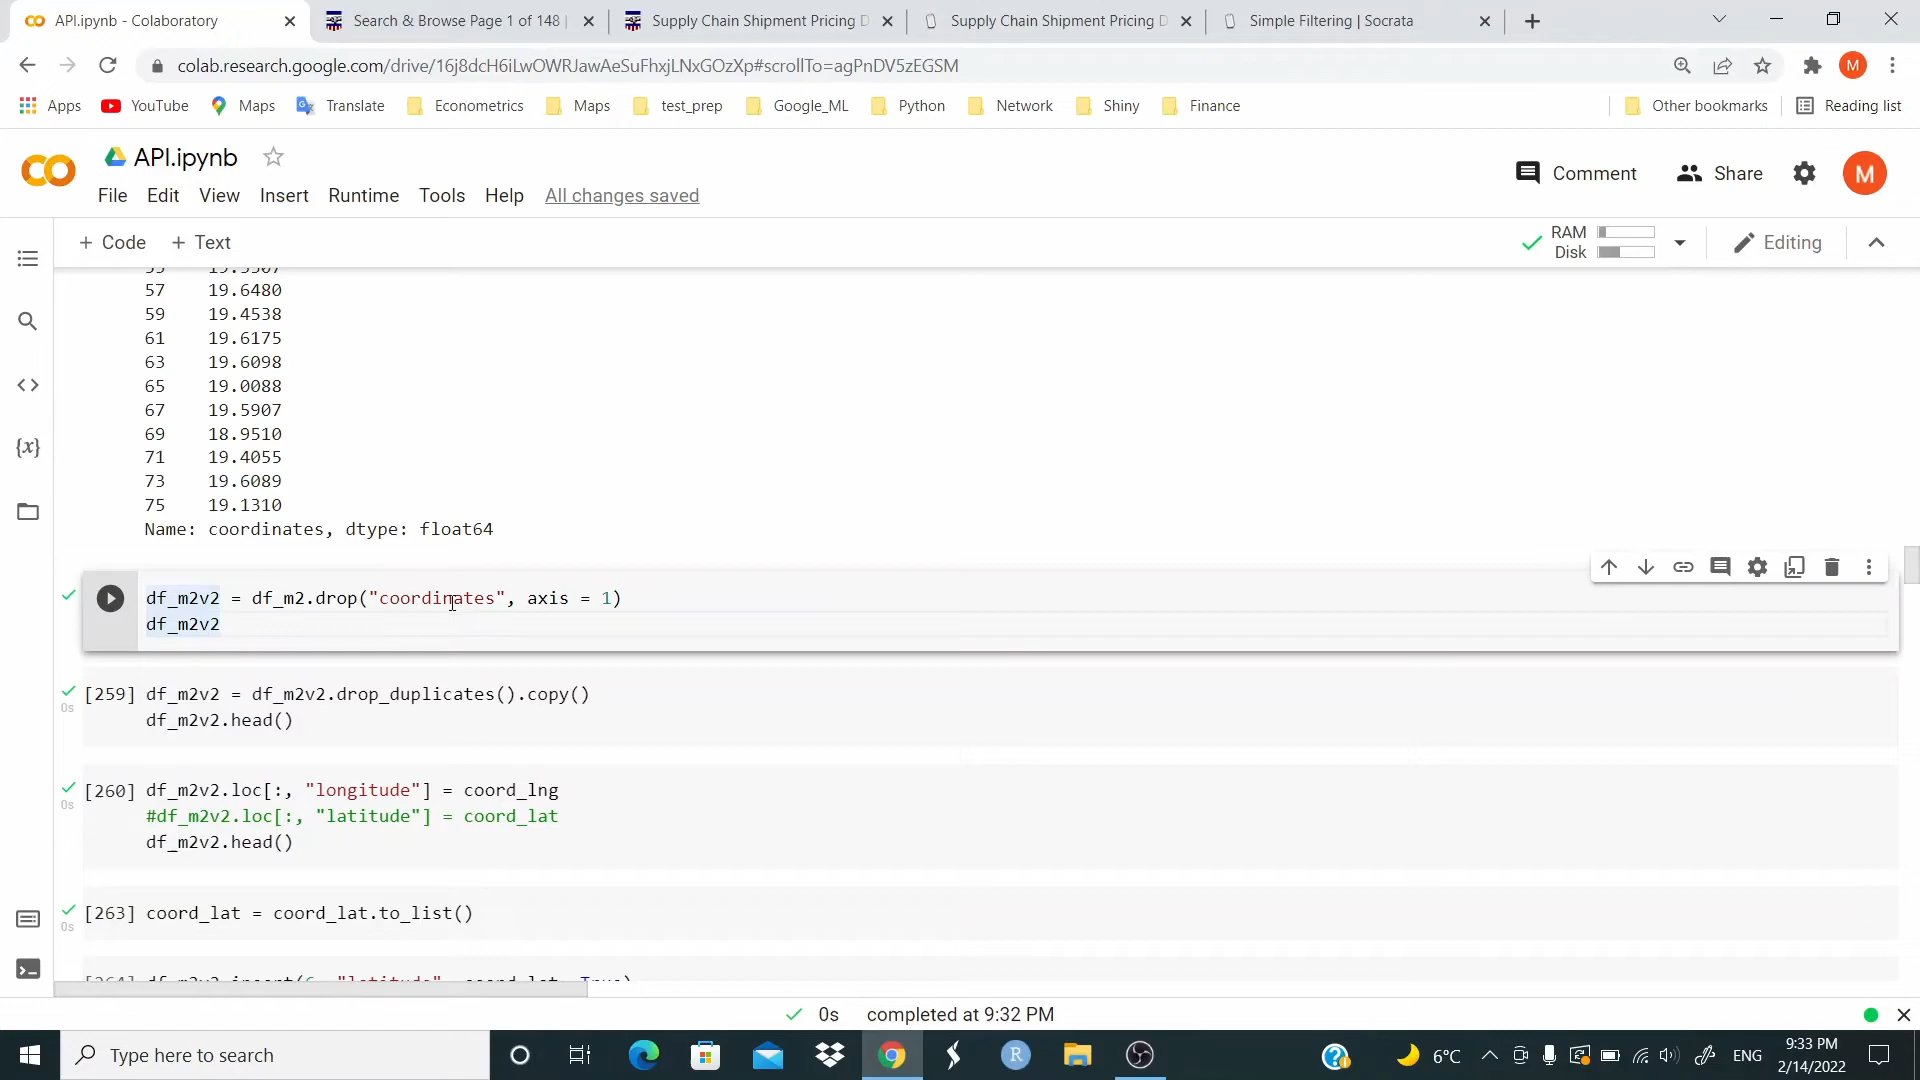 API.ipynb - Colaboratory
Search & Browse Page 1 of 148 |
Supply Chain Shipment Pricing D
Supply Chain Shipment Pricing D
Simple Filtering | Socrata
colab.research.google.com/drive/16j8dcH6iLwOWRJawAeSuFhxjLNxGOzXp#scrollTo=agPnDV5zEGSM
M
Apps YouTube Maps Translate Econometrics Maps test_prep Google_ML Python Network Shiny Finance Other bookmarks Reading list
CO API.ipynb
Comment Share M
File Edit View Insert Runtime Tools Help All changes saved
+ Code + Text
RAM
Disk
Editing
57 19.6480
59 19.4538
61 19.6175
63 19.6098
65 19.0088
67 19.5907
69 18.9510
71 19.4055
73 19.6089
75 19.1310
Name: coordinates, dtype: float64
{x}
df_m2v2 = df_m2.drop("coordinates", axis = 1)
df_m2v2
[259] df_m2v2 = df_m2v2.drop_duplicates().copy()
0s
df_m2v2.head()
[260] df_m2v2.loc[:, "longitude"] = coord_lng
0s
#df_m2v2.loc[:, "latitude"] = coord_lat
df_m2v2.head()
[263] coord_lat = coord_lat.to_list()
0s
0s completed at 9:32 PM
Type here to search
R
6°C
ENG
9:33 PM
2/14/2022